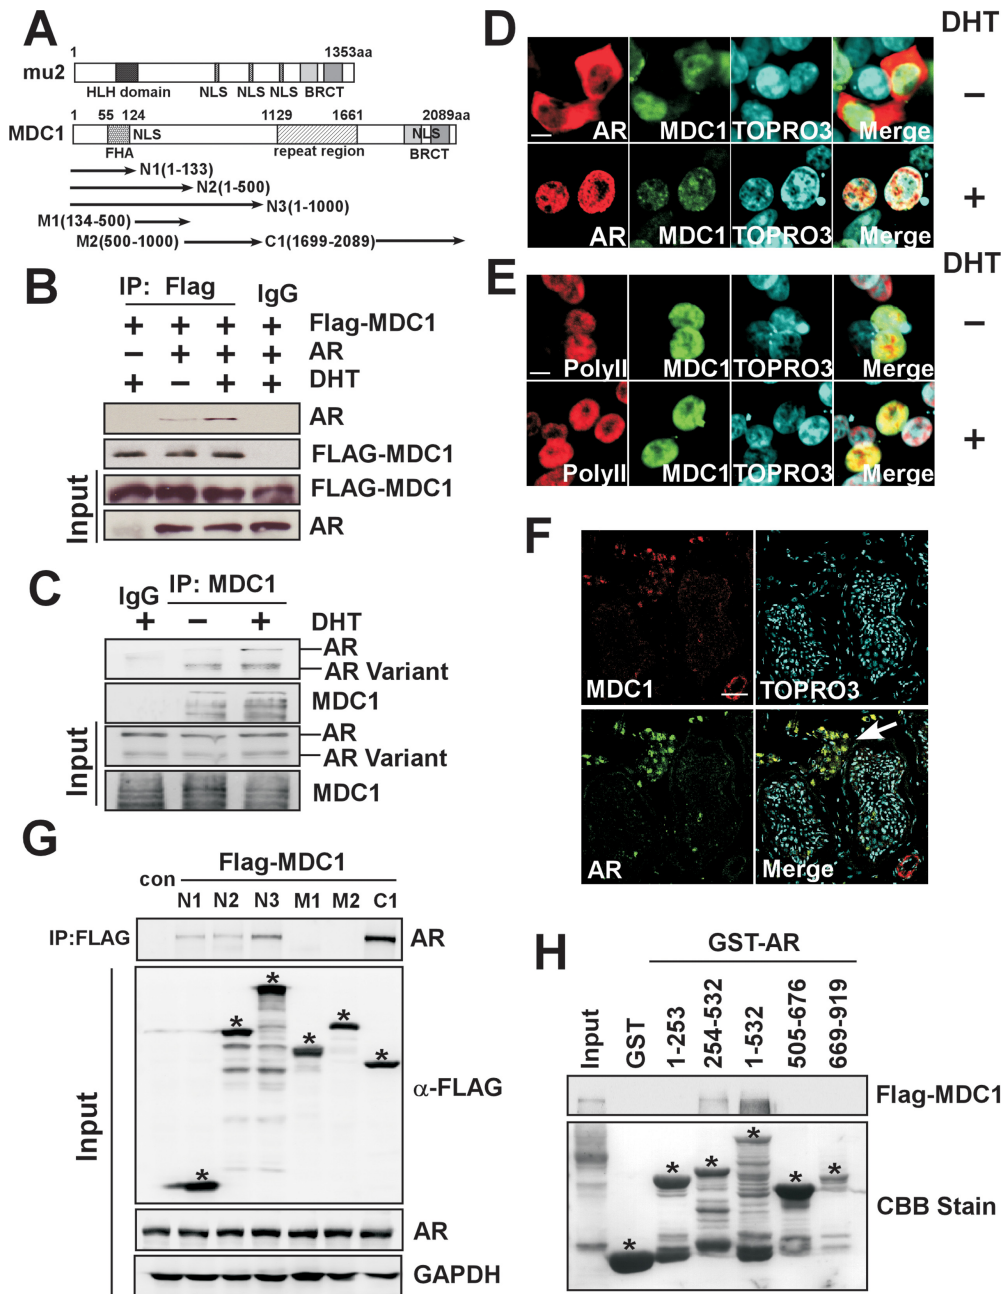 A
1 1353aa
mu2
HLH domain NLS NLS NLS BRCT
1 55 124 1129 1661 2089aa
MDC1 NLS NLS
FHA repeat region BRCT
N1(1-133)
N2(1-500)
N3(1-1000)
M1(134-500)
M2(500-1000) C1(1699-2089)
B
IP: Flag IgG
+ + + + Flag-MDC1
− + + + AR
+ − + + DHT
AR
FLAG-MDC1
Input
FLAG-MDC1
AR
C
IgG IP: MDC1
+ − + DHT
AR
AR Variant
MDC1
Input
AR
AR Variant
MDC1
D
DHT
AR MDC1 TOPRO3 Merge −
AR MDC1 TOPRO3 Merge +
E
DHT
PolyII MDC1 TOPRO3 Merge −
PolyII MDC1 TOPRO3 Merge +
F
MDC1 TOPRO3
AR Merge
G
Flag-MDC1
con N1 N2 N3 M1 M2 C1
IP:FLAG AR
Input
* * * * * *
α-FLAG
AR
GAPDH
H
GST-AR
Input GST 1-253 254-532 1-532 505-676 669-919
Flag-MDC1
* * * * * *
CBB Stain